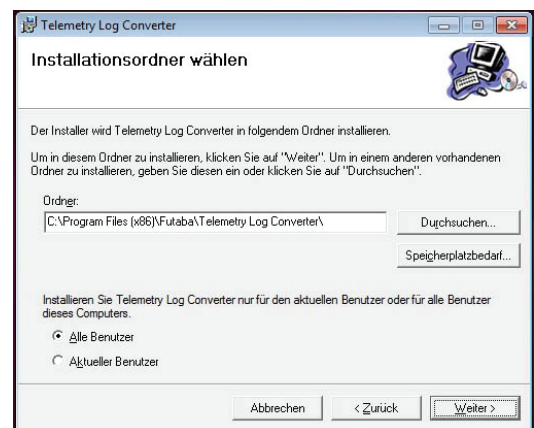 Telemetry Log Converter
Installationsordner wählen
Der Installer wird Telemetry Log Converter in folgendem Ordner installieren.
Um in diesem Ordner zu installieren, klicken Sie auf "Weiter". Um in einem anderen vorhandenen
Ordner zu installieren, geben Sie diesen ein oder klicken Sie auf "Durchsuchen".
Ordner:
C:\Program Files (x86)\Futaba\Telemetry Log Converter\
Durchsuchen...
Speicherplatzbedarf...
Installieren Sie Telemetry Log Converter nur für den aktuellen Benutzer oder für alle Benutzer
dieses Computers.
Alle Benutzer
Aktueller Benutzer
Abbrechen
< Zurück
Weiter >